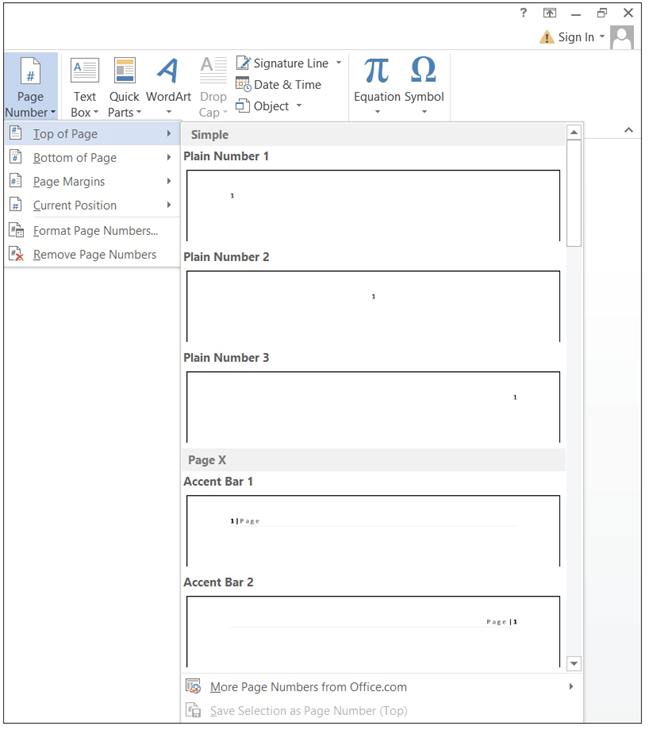 ?
Sign In
Page Number
#
Text Box
A
Quick Parts
WordArt
A
Drop Cap
A
Signature Line
Date & Time
Object
Equation
π
Symbol
Ω
Top of Page
Bottom of Page
Page Margins
Current Position
Format Page Numbers...
Remove Page Numbers
Simple
Plain Number 1
1
Plain Number 2
1
Plain Number 3
1
Page X
Accent Bar 1
1|Page
Accent Bar 2
Page|1
More Page Numbers from Office.com
Save Selection as Page Number (Top)